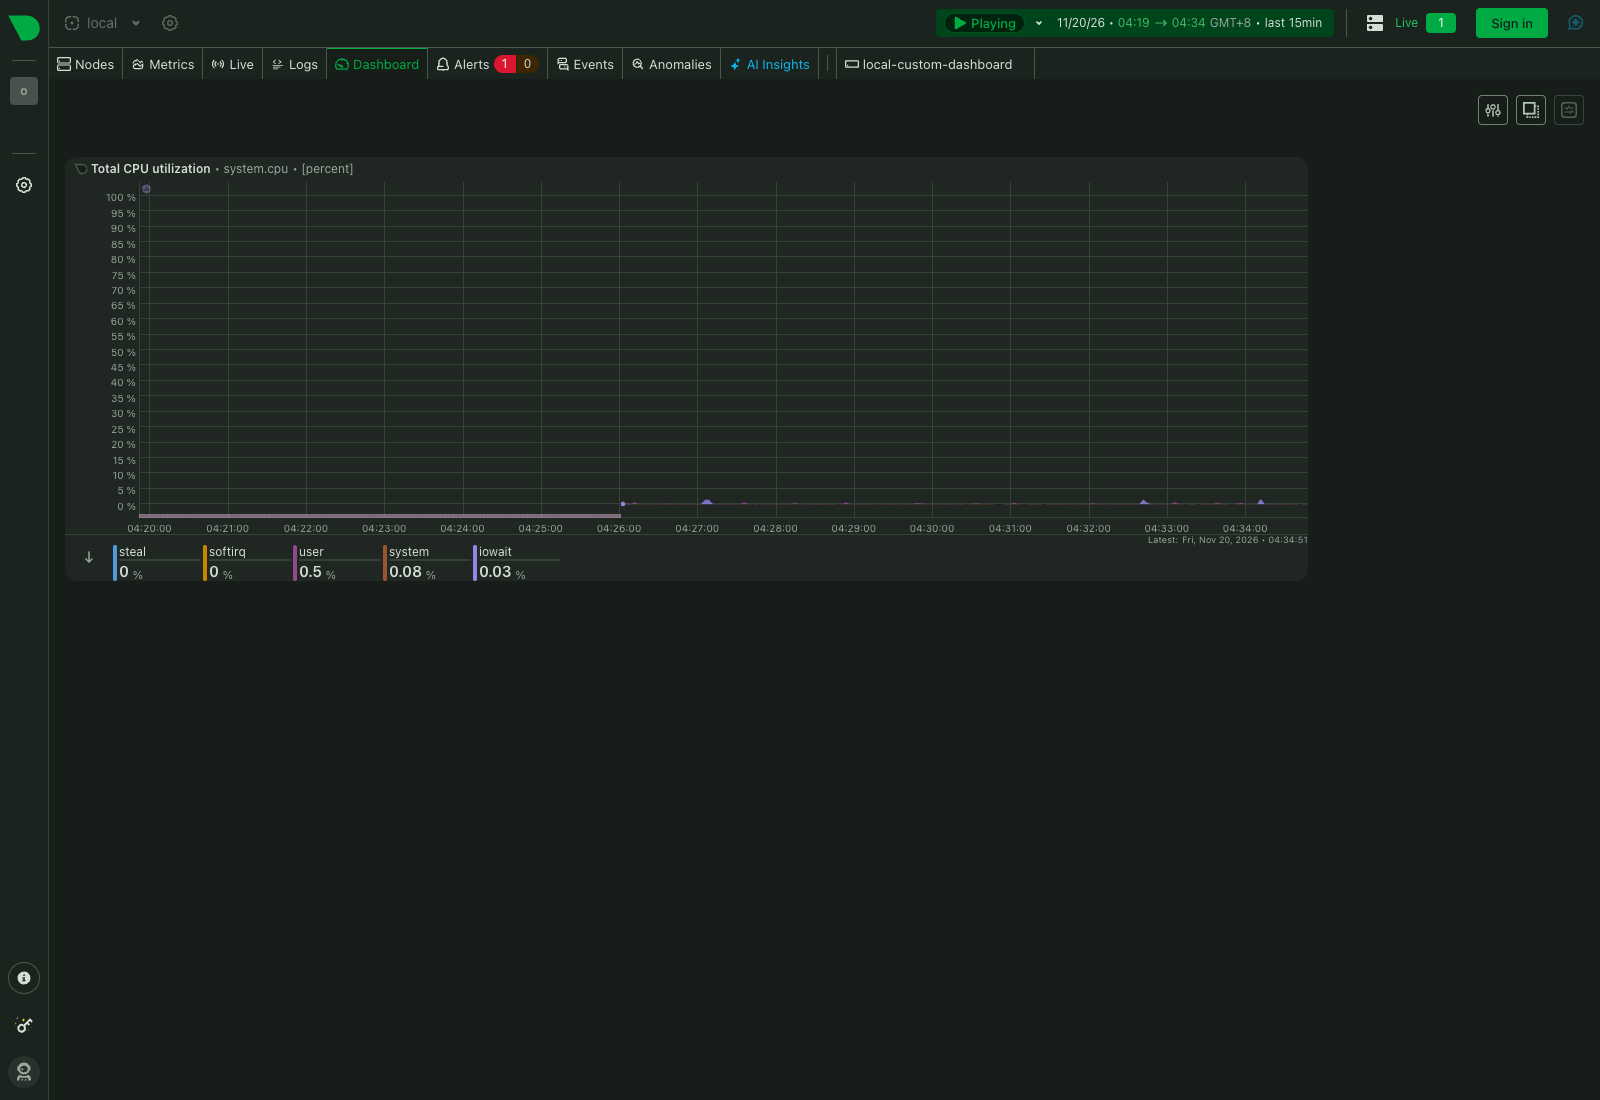 local
Playing 11/20/26 • 04:19 → 04:34 GMT+8 • last 15min Live 1 Sign in
Nodes Metrics Live Logs Dashboard Alerts 1 0 Events Anomalies AI Insights local-custom-dashboard
o
Total CPU utilization • system.cpu • [percent]
100 %
95 %
90 %
85 %
80 %
75 %
70 %
65 %
60 %
55 %
50 %
45 %
40 %
35 %
30 %
25 %
20 %
15 %
10 %
5 %
0 %
04:20:00 04:21:00 04:22:00 04:23:00 04:24:00 04:25:00 04:26:00 04:27:00 04:28:00 04:29:00 04:30:00 04:31:00 04:32:00 04:33:00 04:34:00
Latest: Fri, Nov 20, 2026 • 04:34:51
steal softirq user system iowait
0 % 0 % 0.5 % 0.08 % 0.03 %